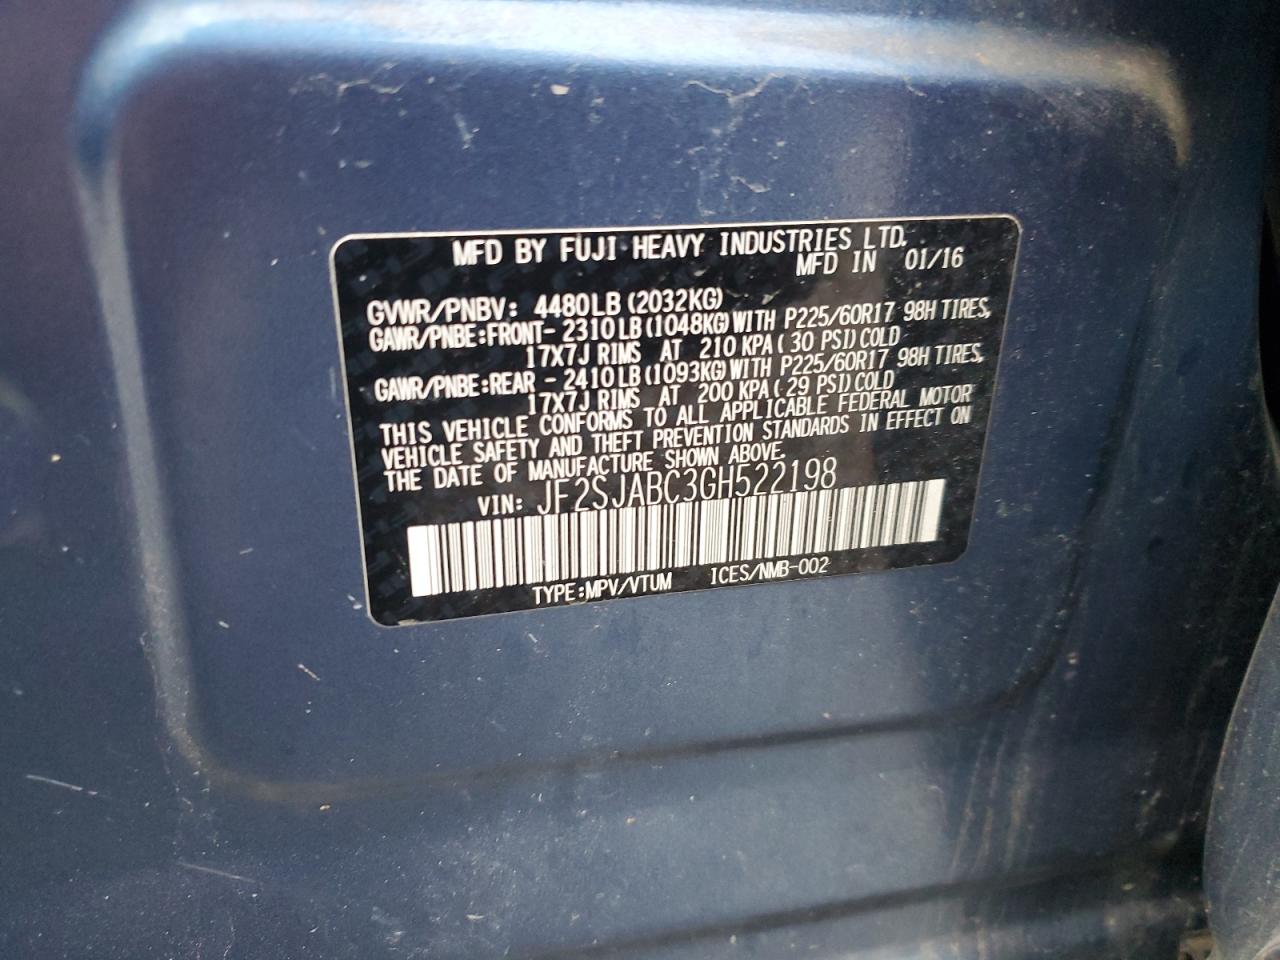 MFD BY FUJI HEAVY INDUSTRIES LTD.
MFD IN 01/16
GVWR/PNBV: 4480LB (2032KG)
GAWR/PNBE:FRONT- 2310LB(1048KG)WITH P225/60R17 98H TIRES,
17X7J RIMS AT 210 KPA( 30 PSI)COLD
GAWR/PNBE:REAR - 2410LB(1093KG)WITH P225/60R17 98H TIRES,
17X7J RIMS AT 200 KPA( 29 PSI)COLD
THIS VEHICLE CONFORMS TO ALL APPLICABLE FEDERAL MOTOR
VEHICLE SAFETY AND THEFT PREVENTION STANDARDS IN EFFECT ON
THE DATE OF MANUFACTURE SHOWN ABOVE.
VIN: JF2SJABC3GH522198
TYPE:MPV/VTUM ICES/NMB-002